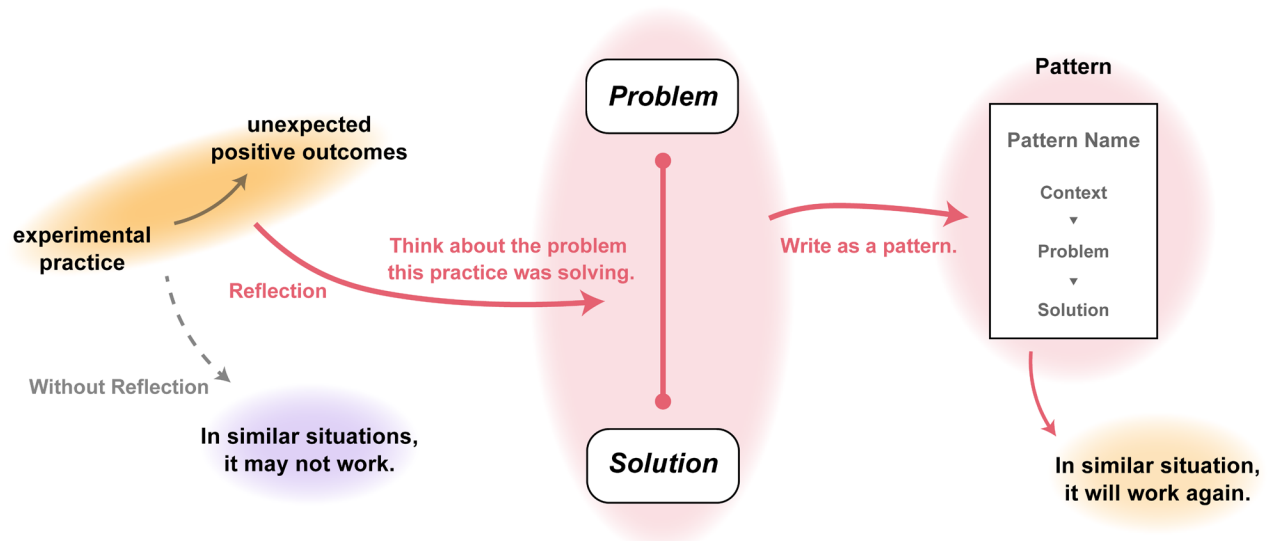 unexpected
positive outcomes
experimental
practice
Reflection
Without Reflection
In similar situations,
it may not work.
Think about the problem
this practice was solving.
Problem
Solution
Write as a pattern.
Pattern
Pattern Name
Context
▼
Problem
▼
Solution
In similar situation,
it will work again.